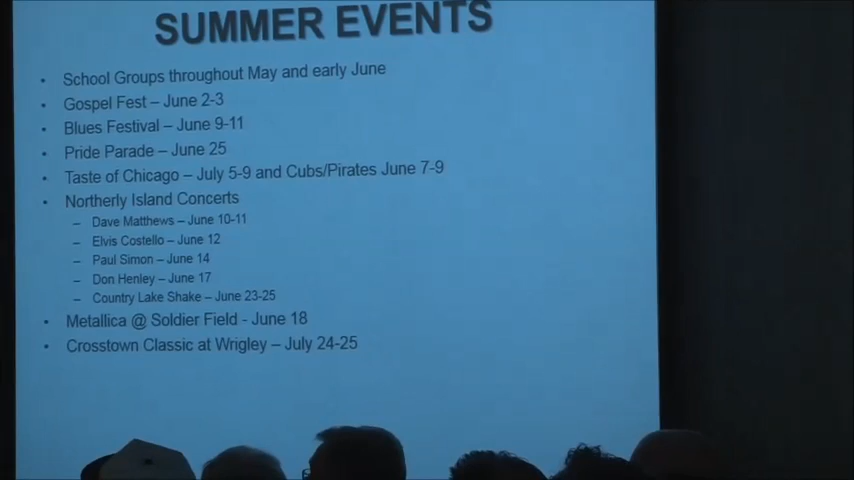 SUMMER EVENTS
• School Groups throughout May and early June
• Gospel Fest – June 2-3
• Blues Festival – June 9-11
• Pride Parade – June 25
• Taste of Chicago – July 5-9 and Cubs/Pirates June 7-9
• Northerly Island Concerts
– Dave Matthews – June 10-11
– Elvis Costello – June 12
– Paul Simon – June 14
– Don Henley – June 17
– Country Lake Shake – June 23-25
• Metallica @ Soldier Field - June 18
• Crosstown Classic at Wrigley – July 24-25